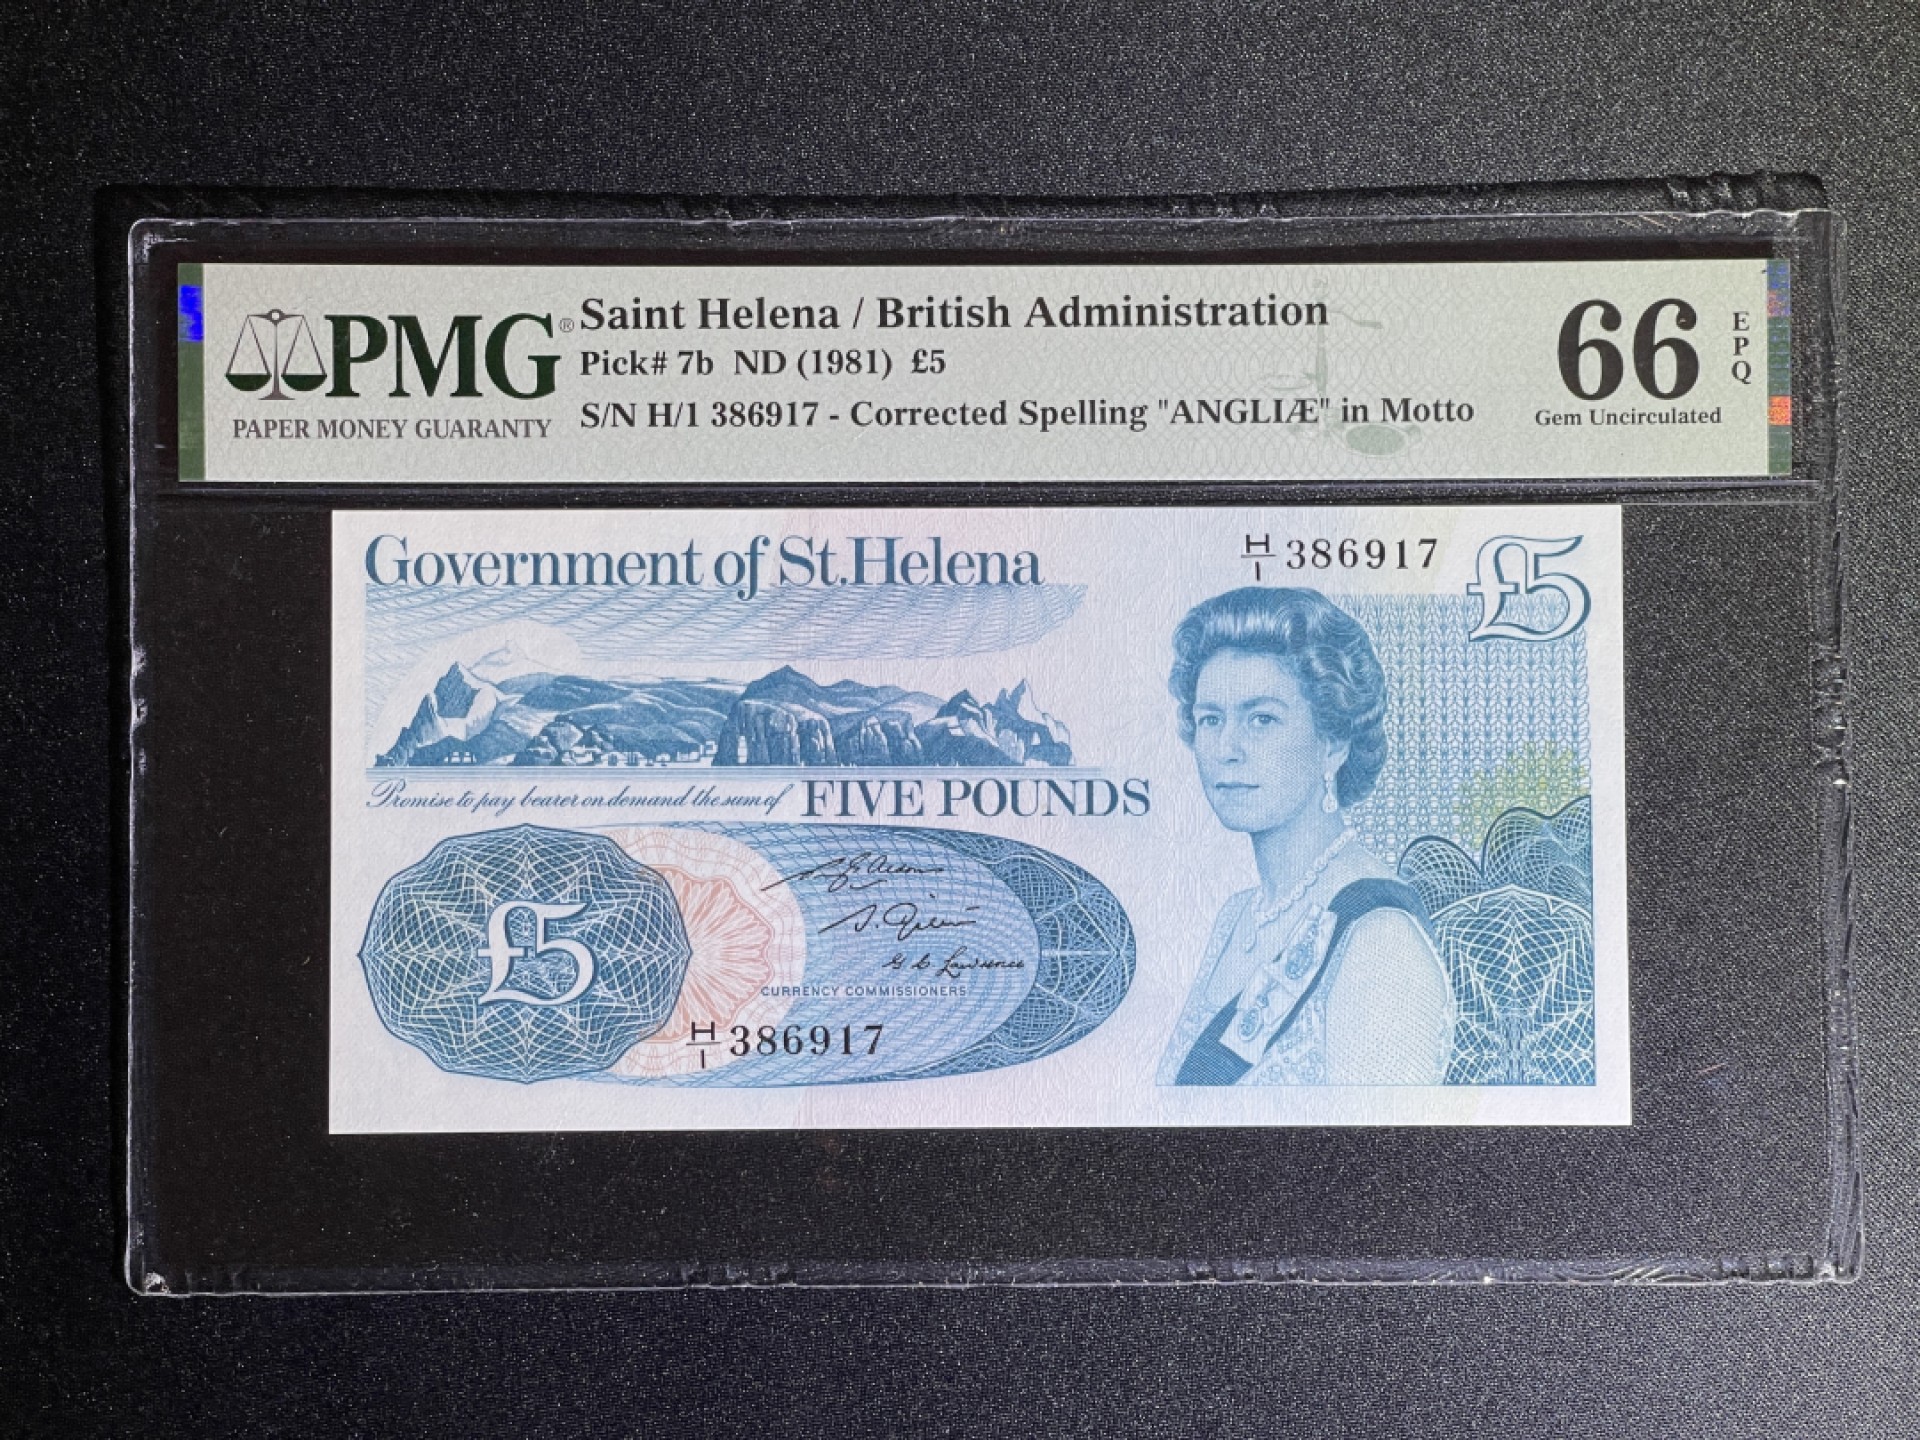 PMG®
PAPER MONEY GUARANTY
Saint Helena / British Administration
Pick# 7b ND (1981) £5
S/N H/1 386917 - Corrected Spelling "ANGLIÆ" in Motto
66
EPQ
Gem Uncirculated
Government of St.Helena
H/1 386917
£5
Promise to pay bearer on demand the sum of FIVE POUNDS
£5
G C Lawrence
CURRENCY COMMISSIONERS
H/1 386917